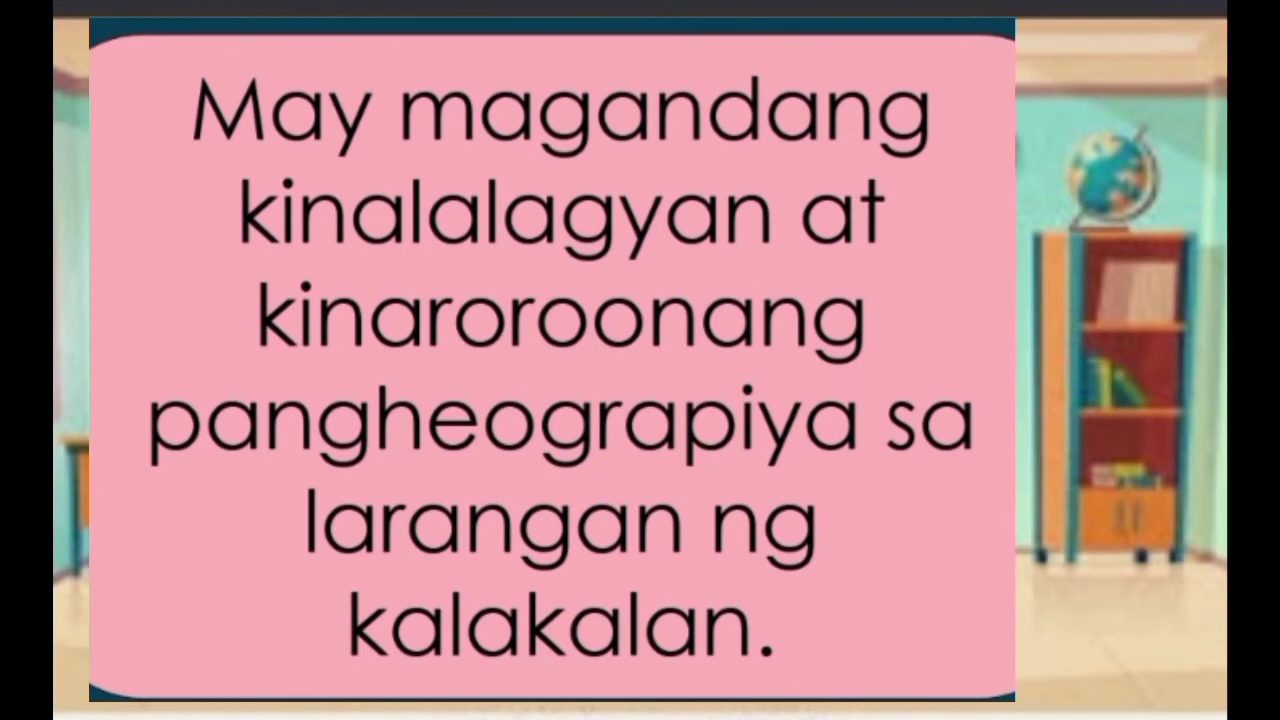 May magandang
kinalalagyan at
kinaroroonang
pangheograpiya sa
larangan ng
kalakalan.